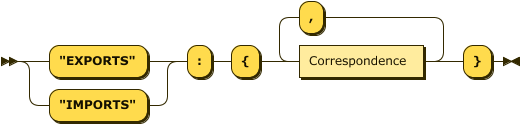 ,
"EXPORTS" : { Correspondence }
"IMPORTS"